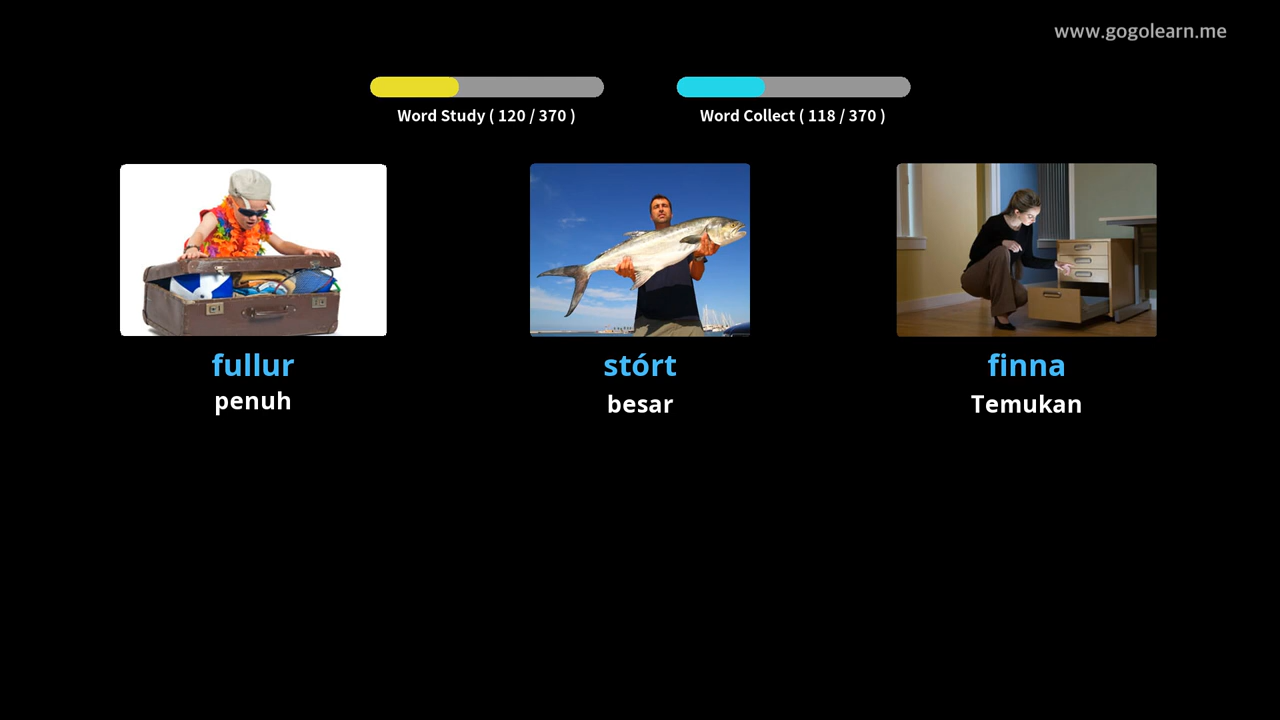 www.gogolearn.me
Word Study ( 120 / 370 )
Word Collect ( 118 / 370 )
fullur
penuh
stórt
besar
finna
Temukan